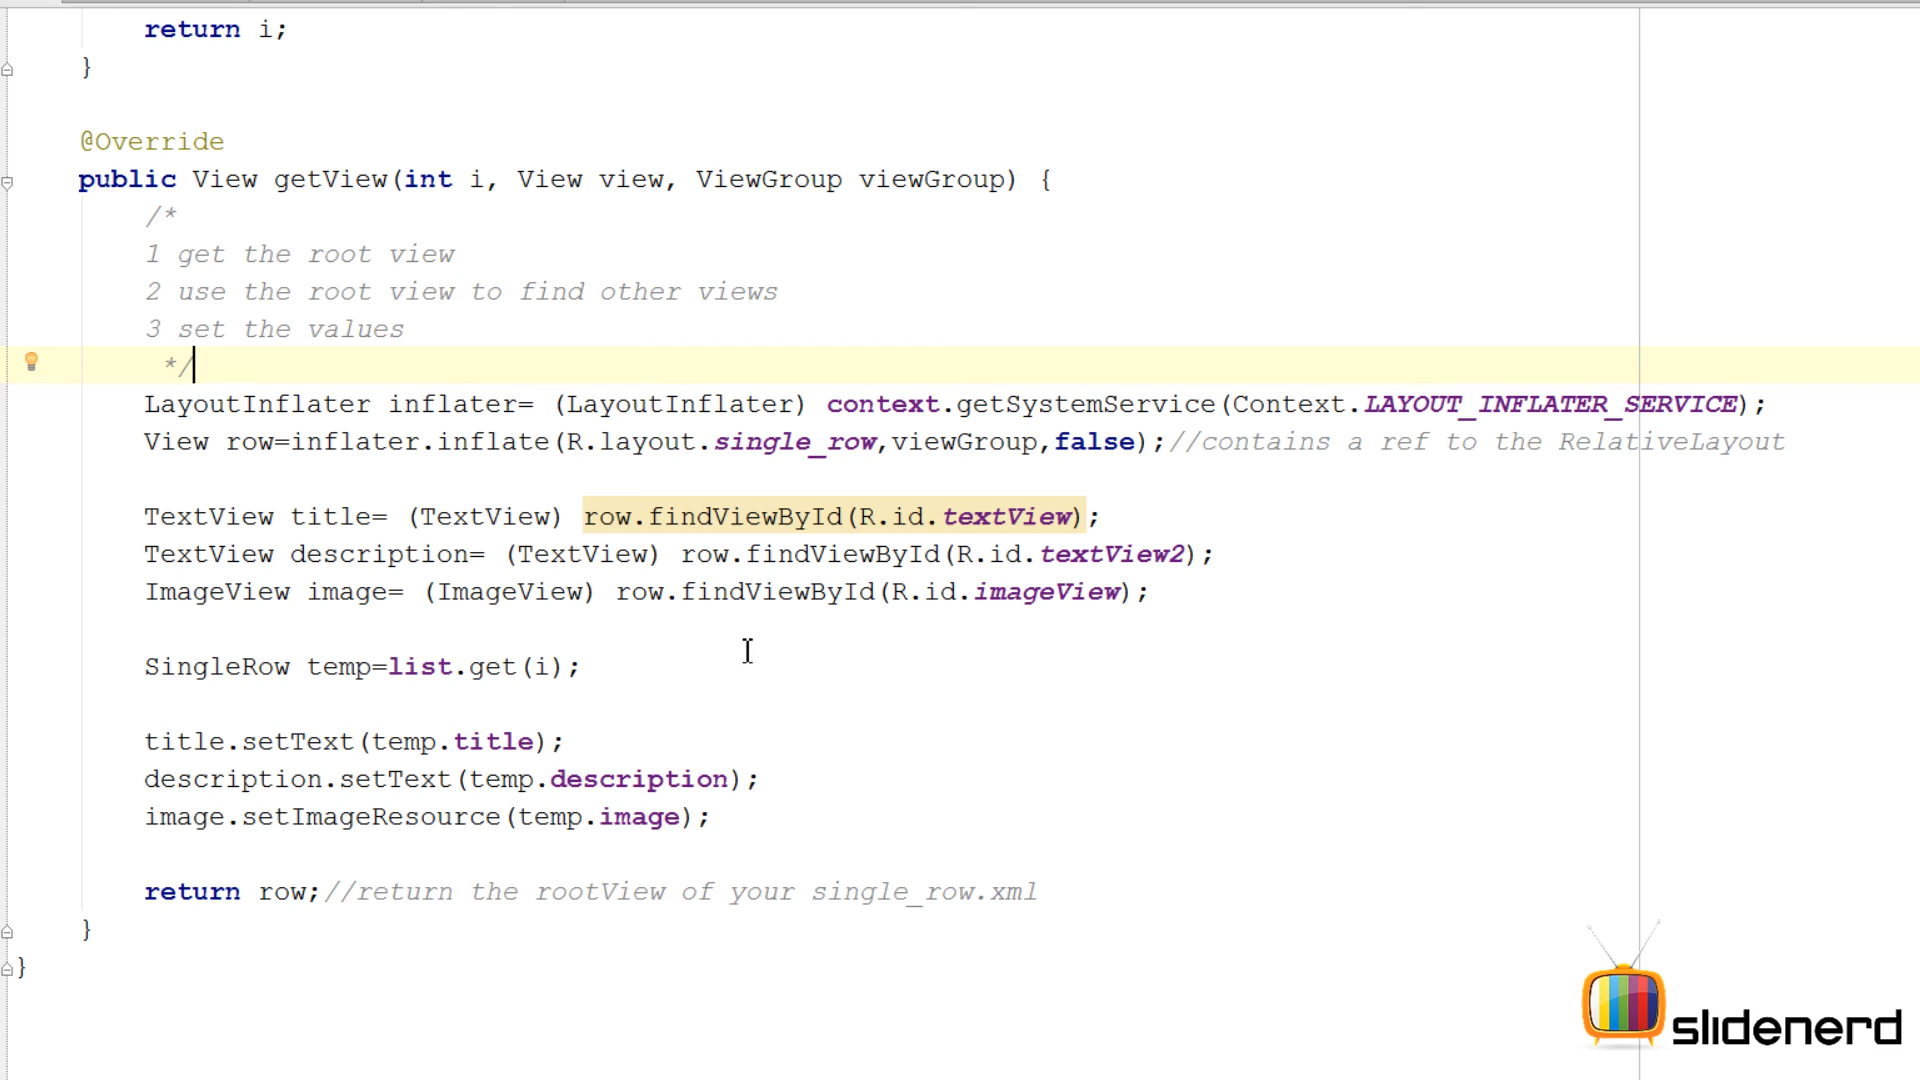 return i;
}
@Override
public View getView(int i, View view, ViewGroup viewGroup) {
/*
1 get the root view
2 use the root view to find other views
3 set the values
*/
LayoutInflater inflater= (LayoutInflater) context.getSystemService(Context.LAYOUT_INFLATER_SERVICE);
View row=inflater.inflate(R.layout.single_row,viewGroup,false);//contains a ref to the RelativeLayout
TextView title= (TextView) row.findViewById(R.id.textView);
TextView description= (TextView) row.findViewById(R.id.textView2);
ImageView image= (ImageView) row.findViewById(R.id.imageView);
SingleRow temp=list.get(i);
title.setText(temp.title);
description.setText(temp.description);
image.setImageResource(temp.image);
return row;//return the rootView of your single_row.xml
}
}
slidenerd